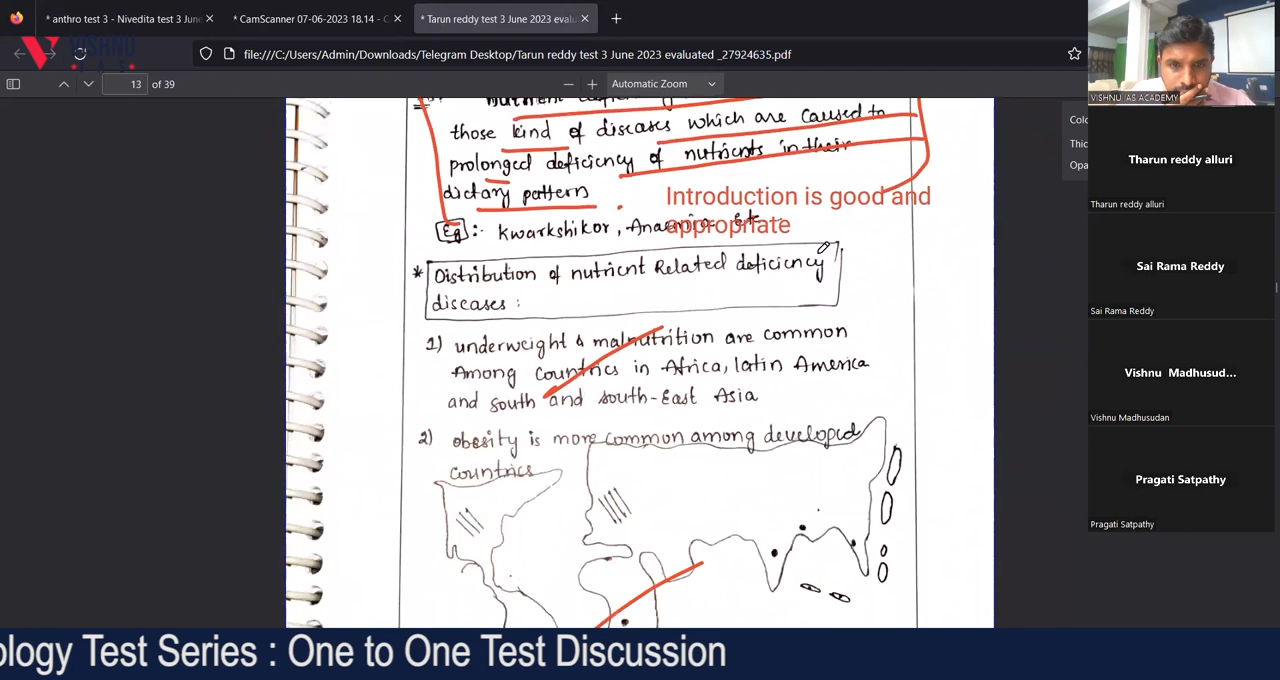 * anthro test 3 - Nivedita test 3 June
* CamScanner 07-06-2023 18.14 - C
* Tarun reddy test 3 June 2023 evalu
VISHNU
IAS
file:///C:/Users/Admin/Downloads/Telegram Desktop/Tarun reddy test 3 June 2023 evaluated _27924635.pdf
13 of 39
Automatic Zoom
VISHNU IAS ACADEMY
Colo
Thic
Opa
Tharun reddy alluri
Tharun reddy alluri
Sai Rama Reddy
Sai Rama Reddy
Vishnu Madhusud...
Vishnu Madhusudan
Pragati Satpathy
Pragati Satpathy
those kind of diseases which are caused to
prolonged deficiency of nutrients in their
dietary pattern
Introduction is good and
appropriate
Eg :- Kwarkshikor, Anaemia etc
* Distribution of nutrient Related deficiency
diseases :
1) underweight & malnutrition are common
Among countries in Africa, latin America
and south and south-East Asia
2) obesity is more common among developed
countries
ology Test Series : One to One Test Discussion